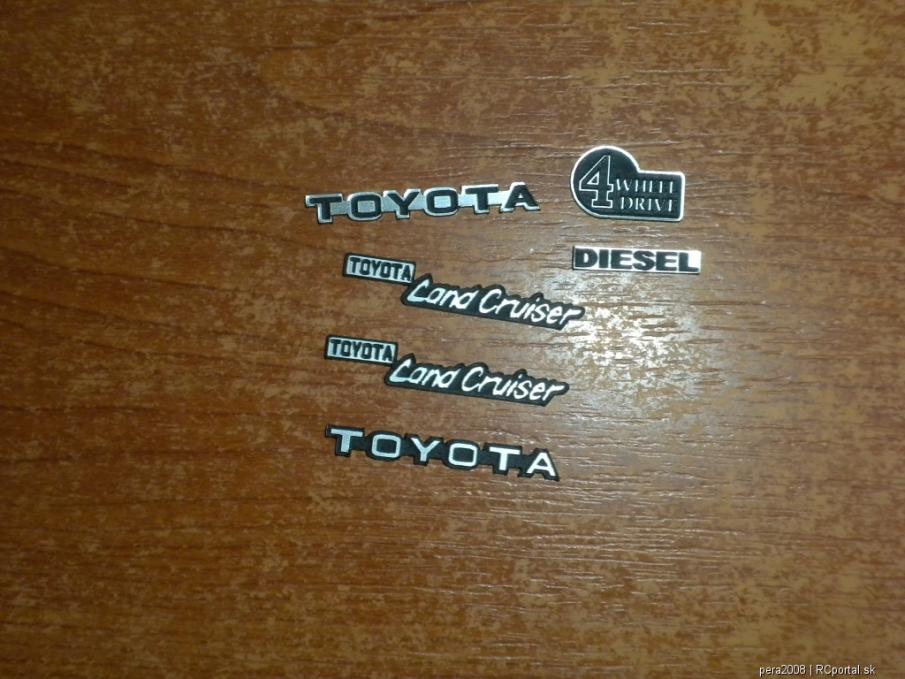 TOYOTA
4 WHEEL
DRIVE
DIESEL
TOYOTA
Land Cruiser
TOYOTA
Land Cruiser
TOYOTA
pera2008 | RCportal.sk